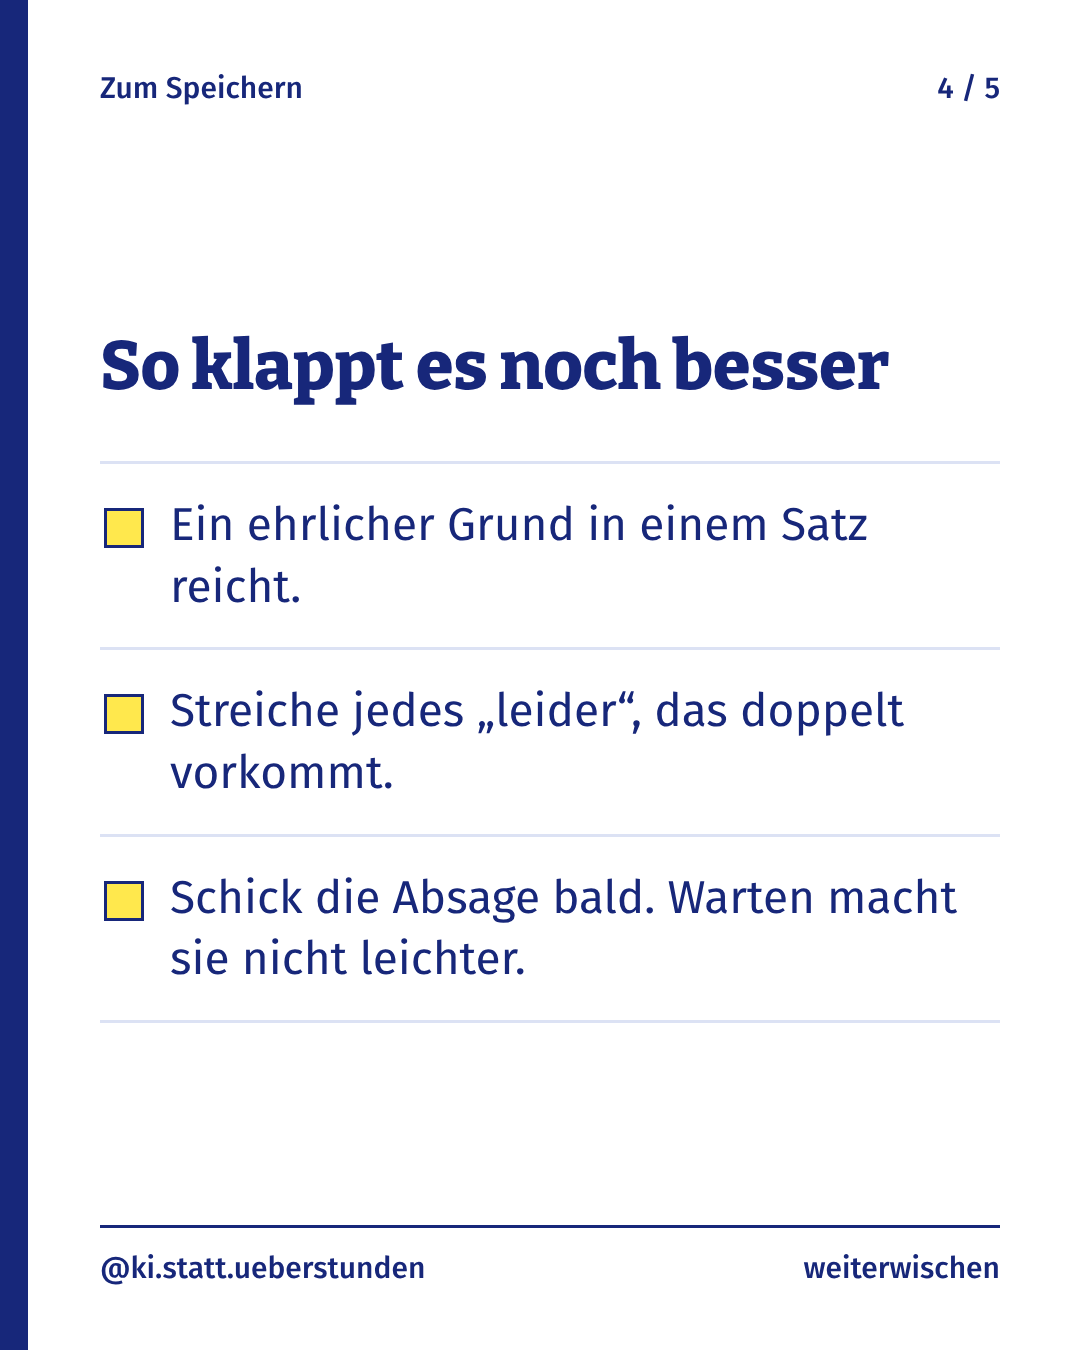 Zum Speichern
4 / 5
So klappt es noch besser
Ein ehrlicher Grund in einem Satz
reicht.
Streiche jedes „leider“, das doppelt
vorkommt.
Schick die Absage bald. Warten macht
sie nicht leichter.
@ki.statt.ueberstunden
weiterwischen